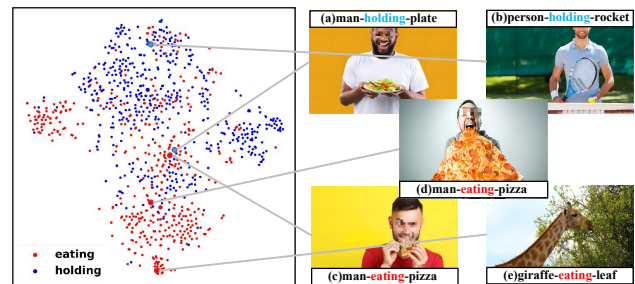 (a)man-holding-plate
(b)person-holding-rocket
(d)man-eating-pizza
eating
holding
(c)man-eating-pizza
(e)giraffe-eating-leaf